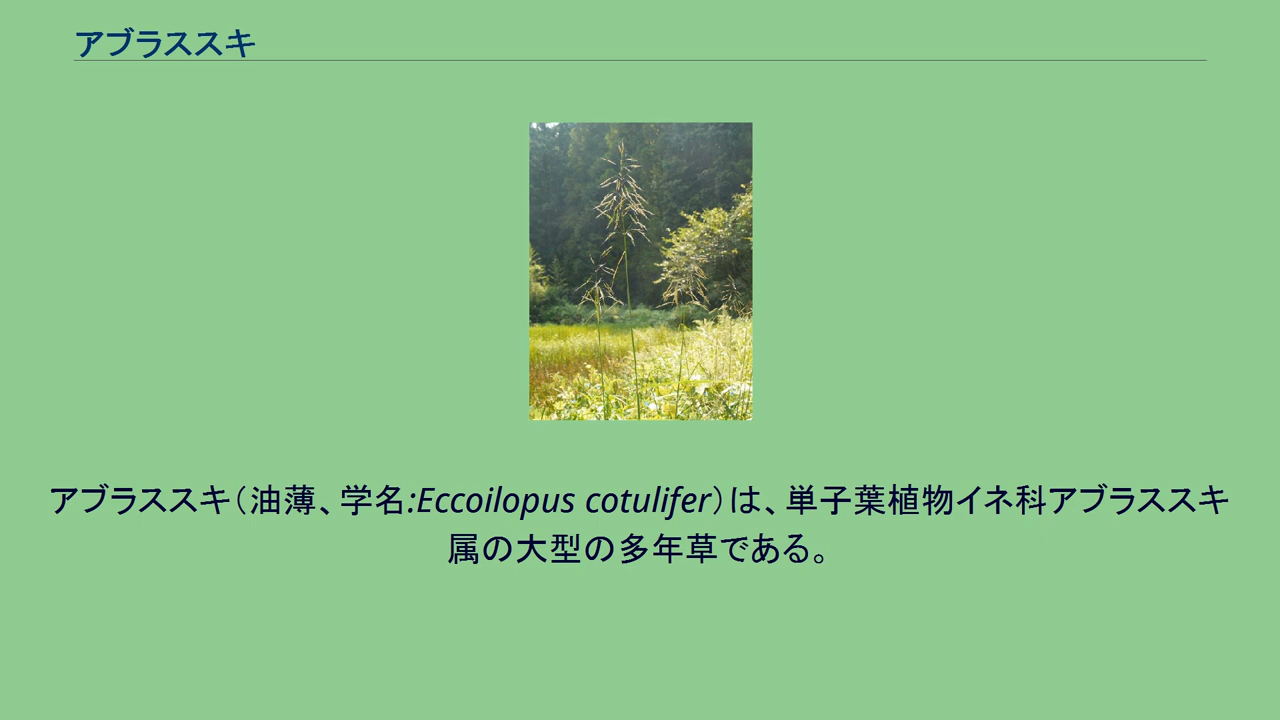 アブラススキ
アブラススキ（油薄、学名:Eccoilopus cotulifer）は、単子葉植物イネ科アブラススキ
属の大型の多年草である。